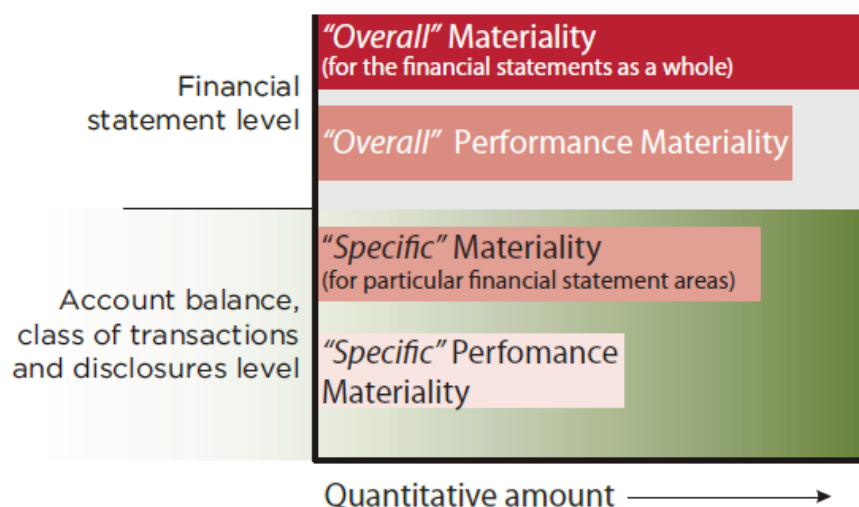 Financial
statement level
“Overall” Materiality
(for the financial statements as a whole)
“Overall” Performance Materiality
Account balance,
class of transactions
and disclosures level
“Specific” Materiality
(for particular financial statement areas)
“Specific” Perfomance
Materiality
Quantitative amount